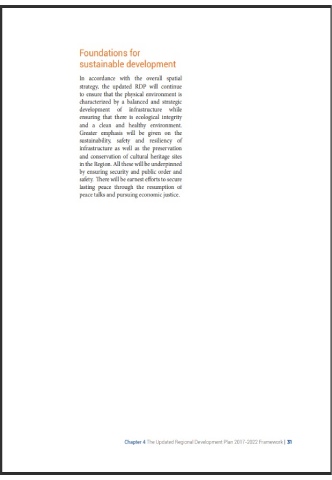 Foundations for
sustainable development
In accordance with the overall spatial
strategy, the updated RDP will continue
to ensure that the physical environment is
characterized by a balanced and strategic
development of infrastructure while
ensuring that there is ecological integrity
and a clean and healthy environment.
Greater emphasis will be given on the
sustainability, safety and resiliency of
infrastructure as well as the preservation
and conservation of cultural heritage sites
in the Region. All these will be underpinned
by ensuring security and public order and
safety. There will be earnest efforts to secure
lasting peace through the resumption of
peace talks and pursuing economic justice.
Chapter 4 The Updated Regional Development Plan 2017-2022 Framework | 31